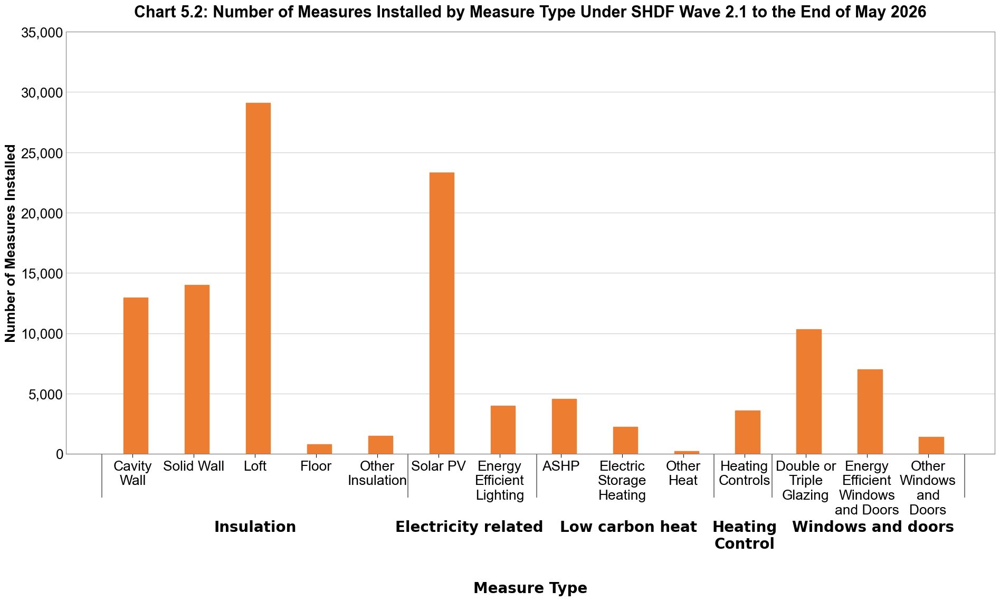 Chart 5.2: Number of Measures Installed by Measure Type Under SHDF Wave 2.1 to the End of May 2026
Number of Measures Installed
35,000
30,000
25,000
20,000
15,000
10,000
5,000
0
Cavity
Wall
Solid Wall
Loft
Floor
Other
Insulation
Solar PV
Energy
Efficient
Lighting
ASHP
Electric
Storage
Heating
Other
Heat
Heating
Controls
Double or
Triple
Glazing
Energy
Efficient
Windows
and Doors
Other
Windows
and
Doors
Insulation
Electricity related
Low carbon heat
Heating
Control
Windows and doors
Measure Type